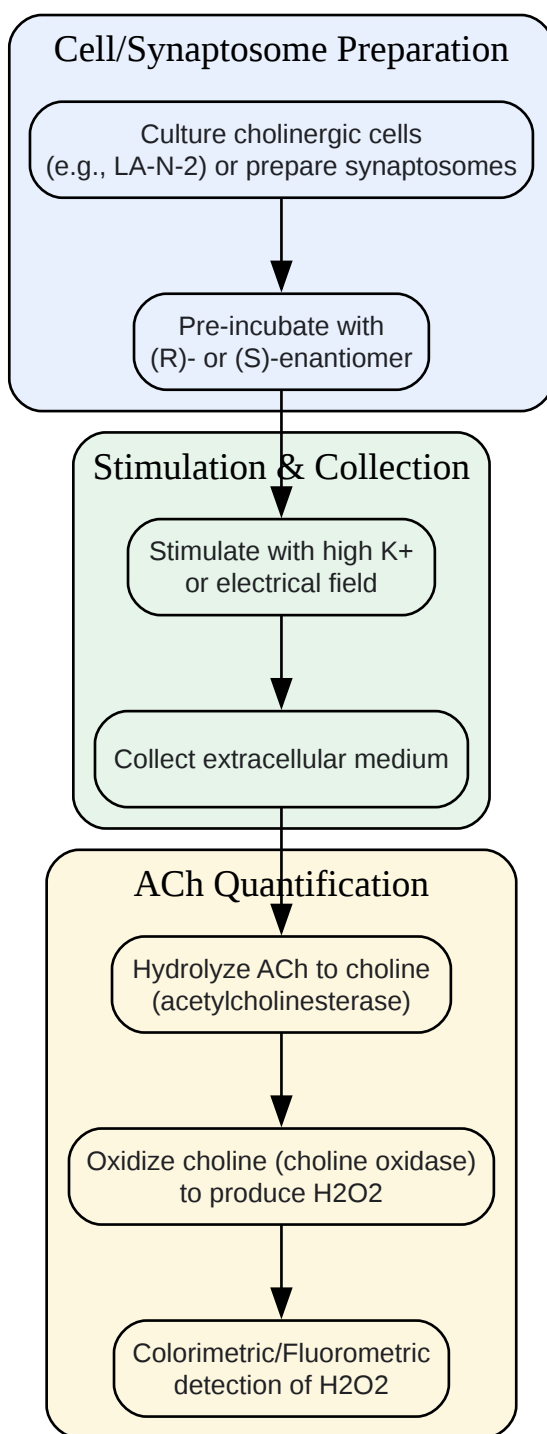 Cell/Synaptosome Preparation
Culture cholinergic cells
(e.g., LA-N-2) or prepare synaptosomes
Pre-incubate with
(R)- or (S)-enantiomer
Stimulation & Collection
Stimulate with high K+
or electrical field
Collect extracellular medium
ACh Quantification
Hydrolyze ACh to choline
(acetylcholinesterase)
Oxidize choline (choline oxidase)
to produce H2O2
Colorimetric/Fluorometric
detection of H2O2